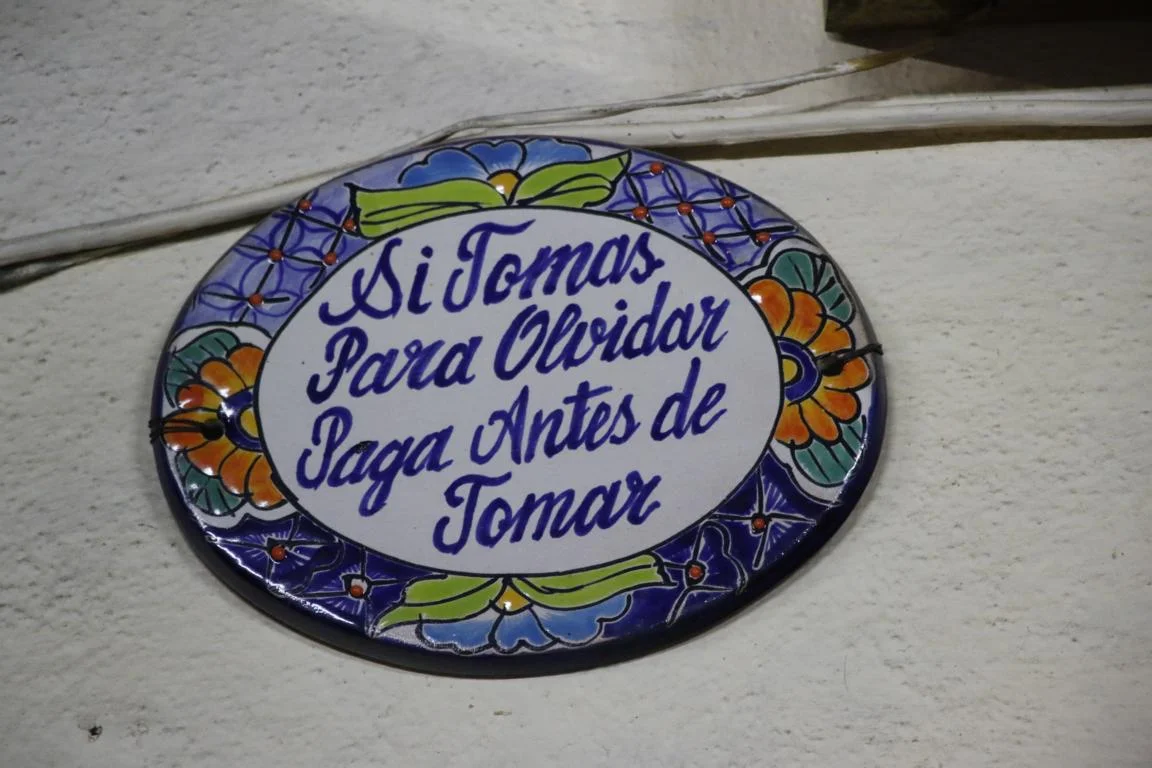 Si Tomas
Para Olvidar
Paga Antes de
Tomar